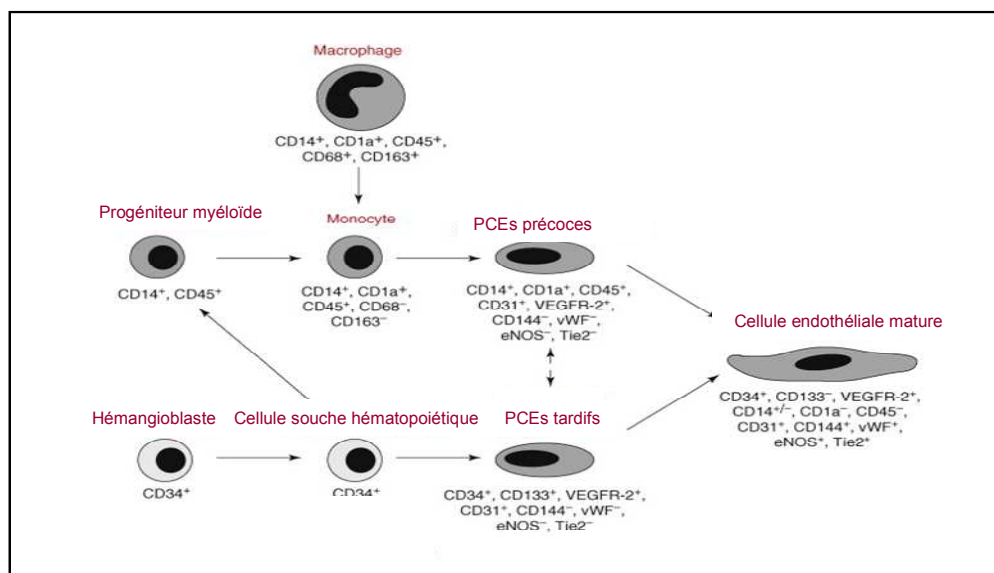 Macrophage
CD14⁺, CD1a⁺, CD45⁺,
CD68⁺, CD163⁺
Progéniteur myéloïde
CD14⁺, CD45⁺
Monocyte
CD14⁺, CD1a⁺,
CD45⁺, CD68⁻,
CD163⁻
PCEs précoces
CD14⁺, CD1a⁺, CD45⁺,
CD31⁺, VEGFR-2⁺,
CD144⁻, vWF⁻,
eNOS⁻, Tie2⁻
Cellule endothéliale mature
CD34⁺, CD133⁻, VEGFR-2⁺,
CD14⁺/⁻, CD1a⁻, CD45⁻,
CD31⁺, CD144⁺, vWF⁺,
eNOS⁺, Tie2⁺
Hémangioblaste
CD34⁺
Cellule souche hématopoiétique
CD34⁺
PCEs tardifs
CD34⁺, CD133⁺, VEGFR-2⁺,
CD31⁺, CD144⁻, vWF⁻,
eNOS⁻, Tie2⁻